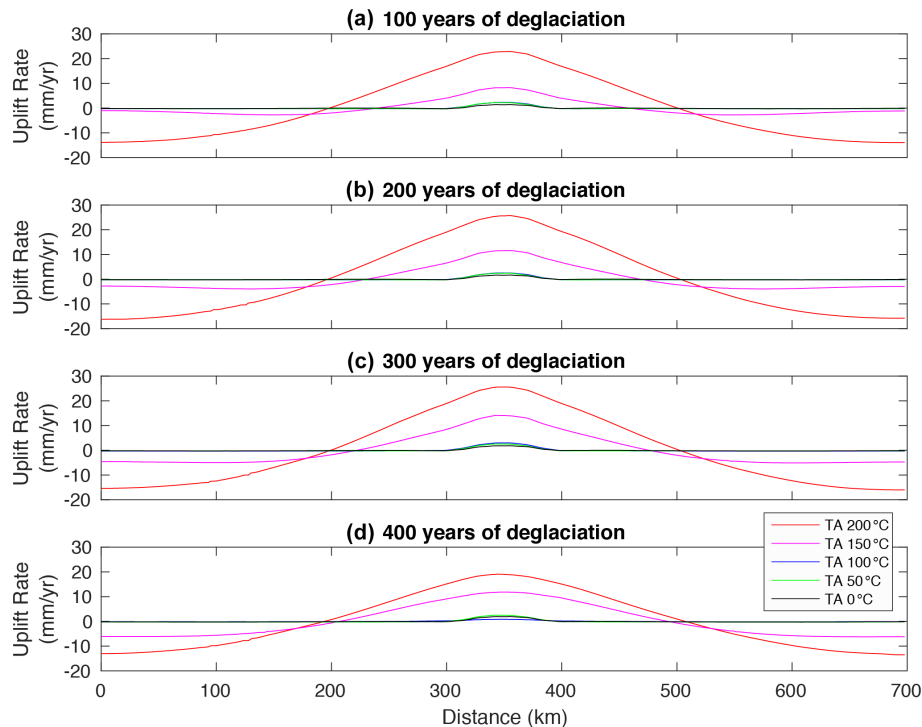 (a) 100 years of deglaciation
30
20
10
0
-10
-20
Uplift Rate
(mm/yr)
(b) 200 years of deglaciation
30
20
10
0
-10
-20
Uplift Rate
(mm/yr)
(c) 300 years of deglaciation
30
20
10
0
-10
-20
Uplift Rate
(mm/yr)
(d) 400 years of deglaciation
30
20
10
0
-10
-20
Uplift Rate
(mm/yr)
TA 200°C
TA 150°C
TA 100°C
TA 50°C
TA 0°C
0 100 200 300 400 500 600 700
Distance (km)